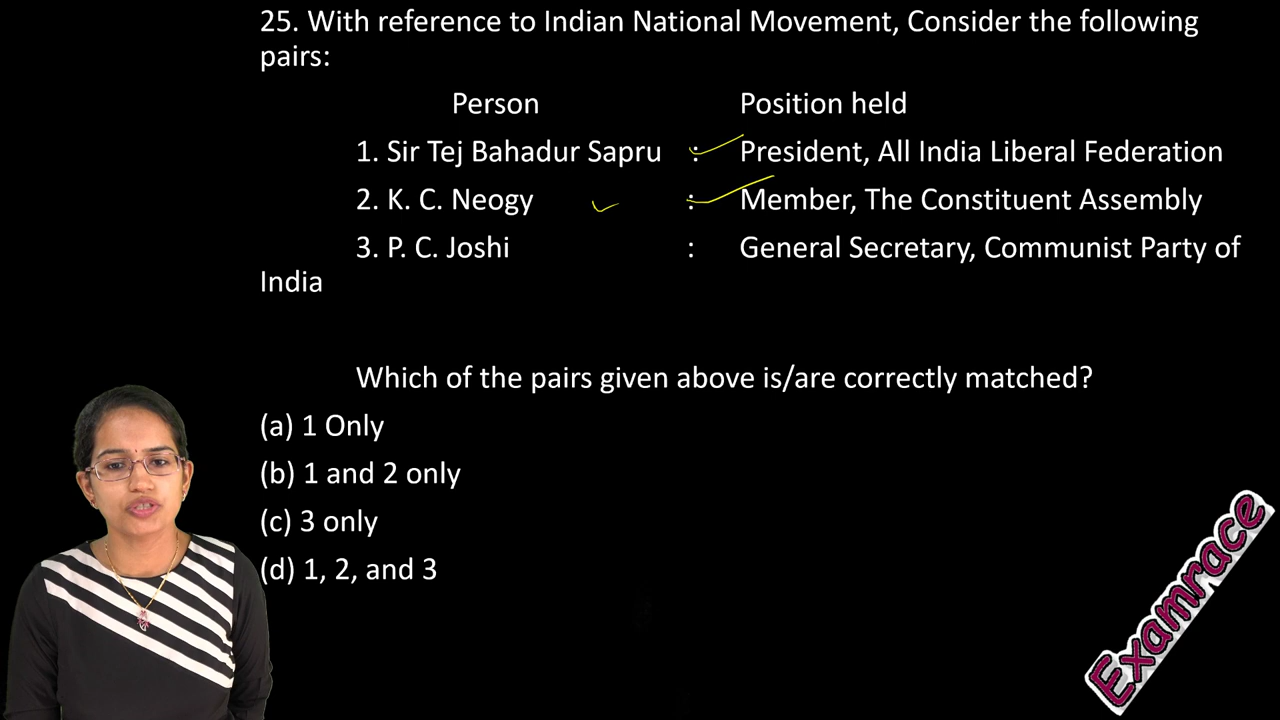 25. With reference to Indian National Movement, Consider the following
pairs:
Person Position held
1. Sir Tej Bahadur Sapru : President, All India Liberal Federation
2. K. C. Neogy : Member, The Constituent Assembly
3. P. C. Joshi : General Secretary, Communist Party of
India
Which of the pairs given above is/are correctly matched?
(a) 1 Only
(b) 1 and 2 only
(c) 3 only
(d) 1, 2, and 3
Examrace